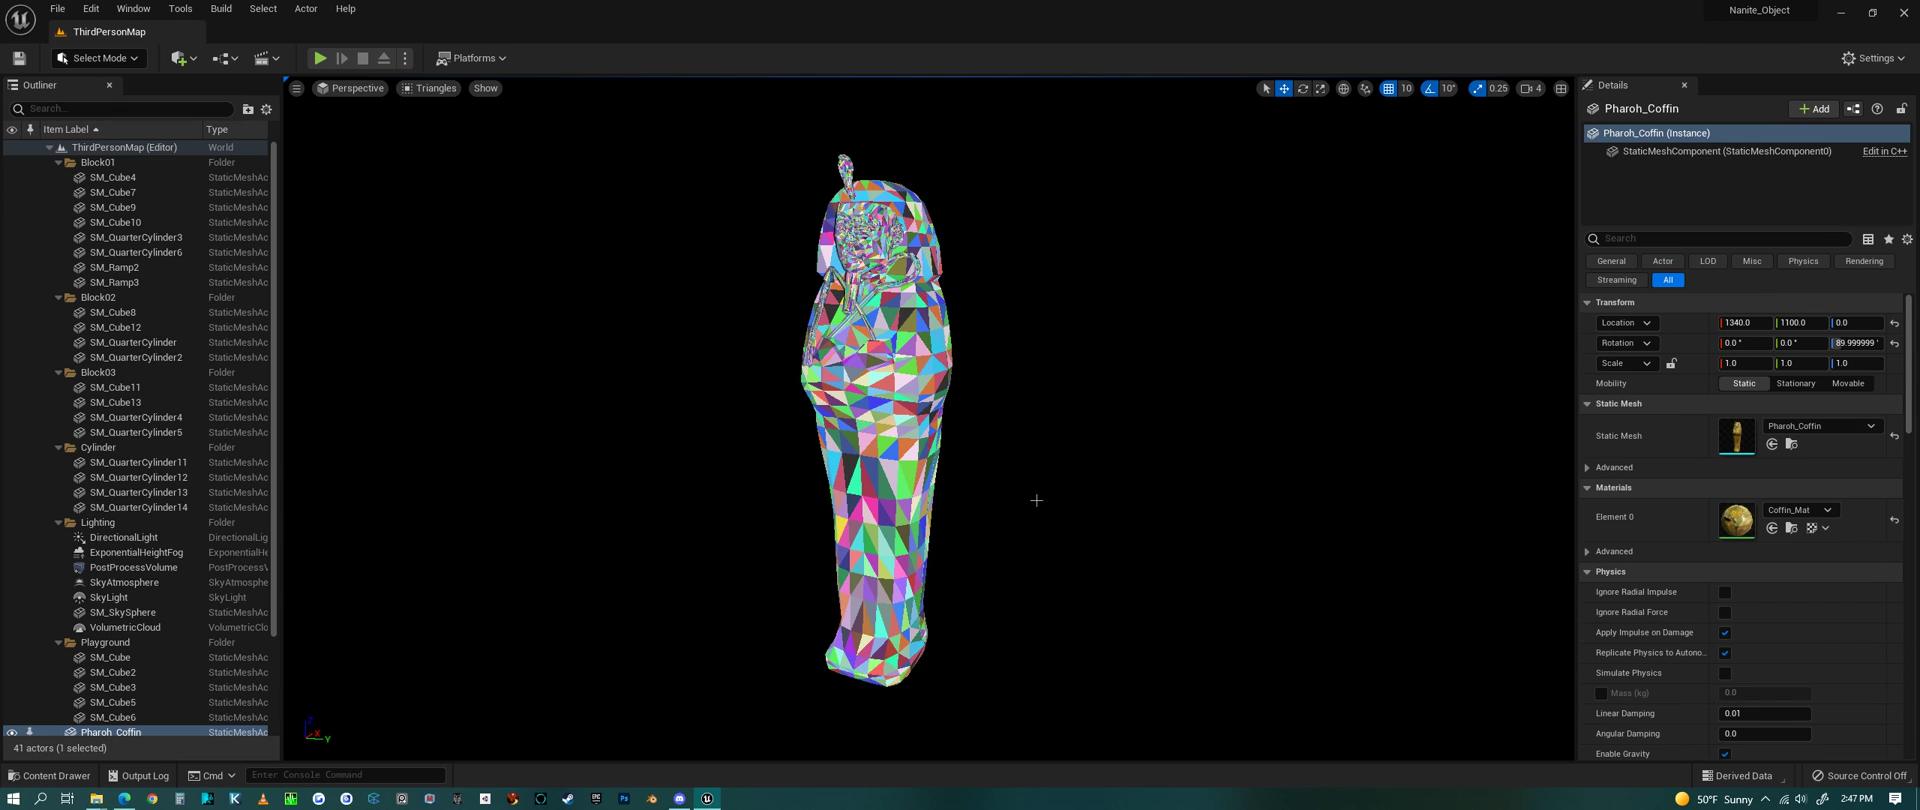 File Edit Window Tools Build Select Actor Help
Nanite_Object
ThirdPersonMap
Select Mode
Platforms
Settings
Outliner
Search...
Item Label Type
ThirdPersonMap (Editor) World
Block01 Folder
SM_Cube4 StaticMeshAc
SM_Cube7 StaticMeshAc
SM_Cube9 StaticMeshAc
SM_Cube10 StaticMeshAc
SM_QuarterCylinder3 StaticMeshAc
SM_QuarterCylinder6 StaticMeshAc
SM_Ramp2 StaticMeshAc
SM_Ramp3 StaticMeshAc
Block02 Folder
SM_Cube8 StaticMeshAc
SM_Cube12 StaticMeshAc
SM_QuarterCylinder StaticMeshAc
SM_QuarterCylinder2 StaticMeshAc
Block03 Folder
SM_Cube11 StaticMeshAc
SM_Cube13 StaticMeshAc
SM_QuarterCylinder4 StaticMeshAc
SM_QuarterCylinder5 StaticMeshAc
Cylinder Folder
SM_QuarterCylinder11 StaticMeshAc
SM_QuarterCylinder12 StaticMeshAc
SM_QuarterCylinder13 StaticMeshAc
SM_QuarterCylinder14 StaticMeshAc
Lighting Folder
DirectionalLight DirectionalLig
ExponentialHeightFog ExponentialHe
PostProcessVolume PostProcessV
SkyAtmosphere SkyAtmosphe
SkyLight SkyLight
SM_SkySphere StaticMeshAc
VolumetricCloud VolumetricClo
Playground Folder
SM_Cube StaticMeshAc
SM_Cube2 StaticMeshAc
SM_Cube3 StaticMeshAc
SM_Cube5 StaticMeshAc
SM_Cube6 StaticMeshAc
Pharoh_Coffin StaticMeshAc
41 actors (1 selected)
Perspective Triangles Show
10 10° 0.25 4
Z X Y
Details
Pharoh_Coffin
Add
Pharoh_Coffin (Instance)
StaticMeshComponent (StaticMeshComponent0) Edit in C++
Search
General Actor LOD Misc Physics Rendering
Streaming All
Transform
Location 1340.0 1100.0 0.0
Rotation 0.0 ° 0.0 ° 89.999999 °
Scale 1.0 1.0 1.0
Mobility Static Stationary Movable
Static Mesh
Static Mesh Pharoh_Coffin
Advanced
Materials
Element 0 Coffin_Mat
Advanced
Physics
Ignore Radial Impulse
Ignore Radial Force
Apply Impulse on Damage
Replicate Physics to Autono...
Simulate Physics
Mass (kg) 0.0
Linear Damping 0.01
Angular Damping 0.0
Enable Gravity
Content Drawer Output Log Cmd Enter Console Command
Derived Data Source Control Off
50°F Sunny 2:47 PM